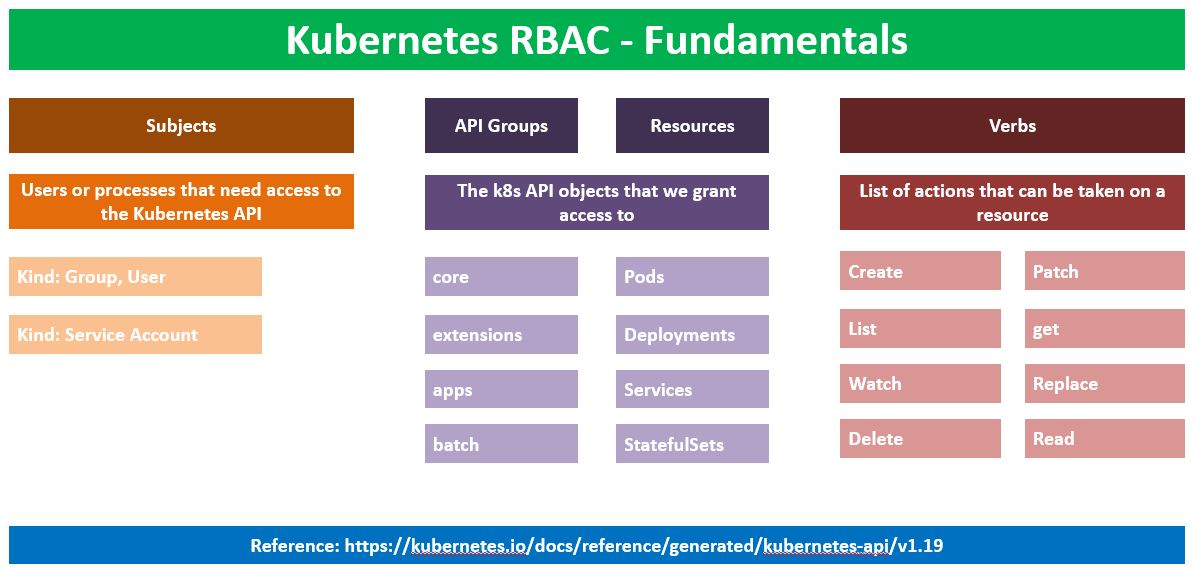 Kubernetes RBAC - Fundamentals
Subjects
API Groups
Resources
Verbs
Users or processes that need access to
the Kubernetes API
The k8s API objects that we grant
access to
List of actions that can be taken on a
resource
Kind: Group, User
Kind: Service Account
core
extensions
apps
batch
Pods
Deployments
Services
StatefulSets
Create
List
Watch
Delete
Patch
get
Replace
Read
Reference: https://kubernetes.io/docs/reference/generated/kubernetes-api/v1.19